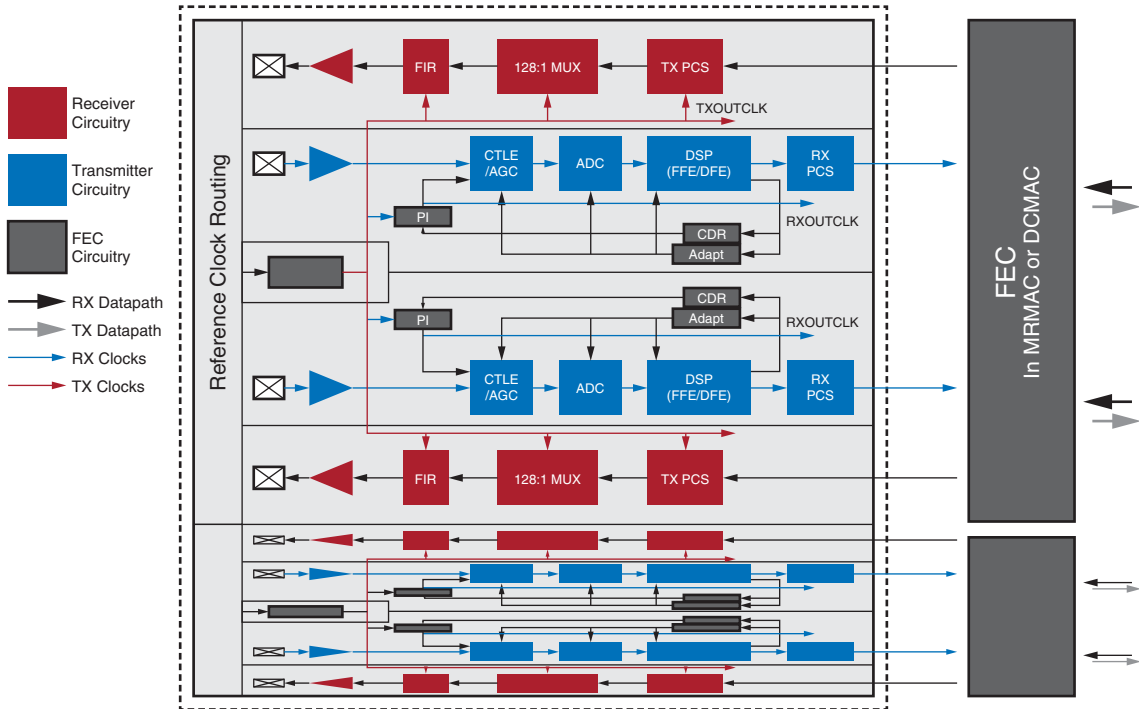 Receiver
Circuitry
Transmitter
Circuitry
FEC
Circuitry
RX Datapath
TX Datapath
RX Clocks
TX Clocks
Reference Clock Routing
FIR
128:1 MUX
TX PCS
TXOUTCLK
CTLE
/AGC
ADC
DSP
(FFE/DFE)
RX
PCS
PI
RXOUTCLK
CDR
Adapt
CDR
Adapt
PI
RXOUTCLK
CTLE
/AGC
ADC
DSP
(FFE/DFE)
RX
PCS
FIR
128:1 MUX
TX PCS
FEC
In MRMAC or DCMAC